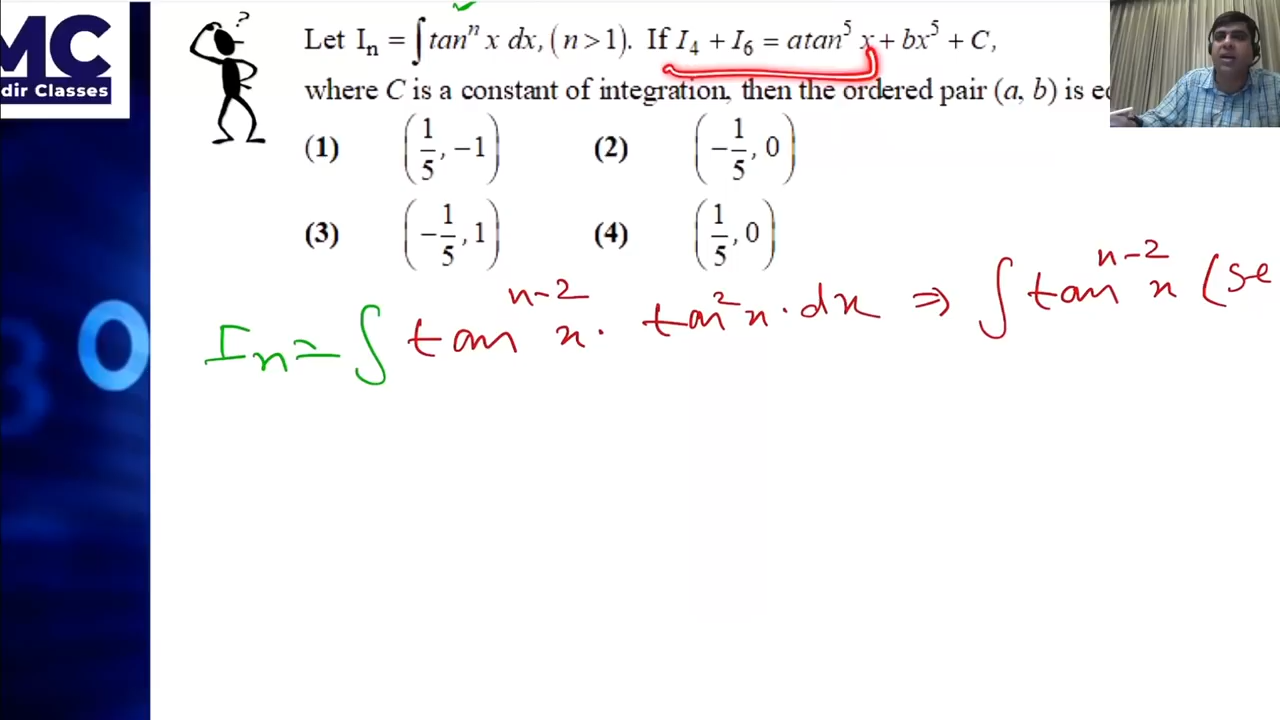 MC
dir Classes
?
Let Iₙ = ∫tanⁿ x dx, (n > 1). If I₄ + I₆ = atan⁵ x + bx⁵ + C,
where C is a constant of integration, then the ordered pair (a, b) is
(1) (1/5, −1) (2) (−1/5, 0)
(3) (−1/5, 1) (4) (1/5, 0)
Iₙ = ∫ tanⁿ⁻² x · tan² x · dx ⇒ ∫ tanⁿ⁻² x (se